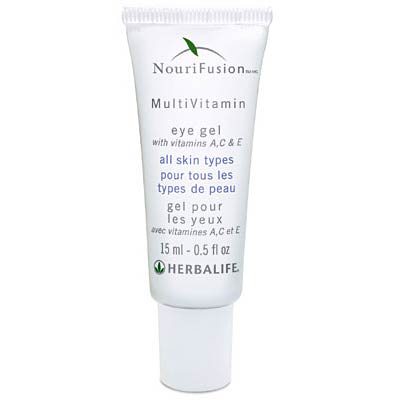 NouriFusion
MultiVitamin
eye gel
with vitamins A,C & E
all skin types
pour tous les
types de peau
gel pour
les yeux
avec vitamines A,C et E
15 ml - 0.5 fl oz
HERBALIFE.